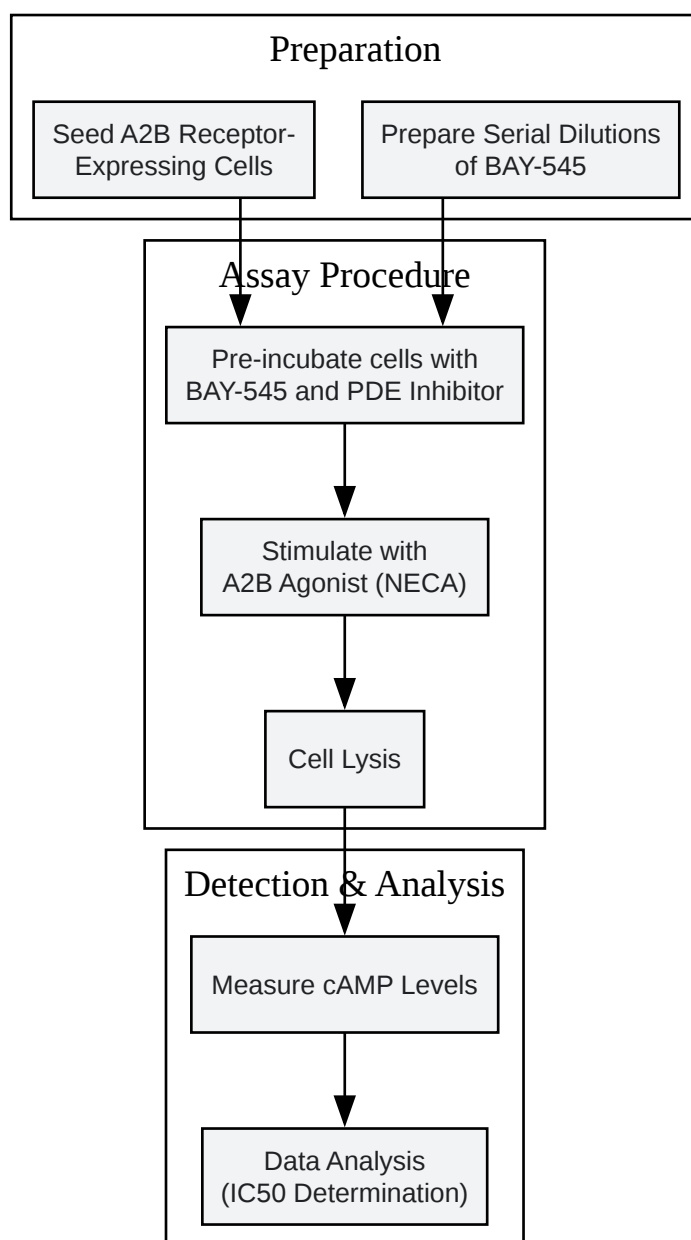 Preparation
Seed A2B Receptor-
Expressing Cells
Prepare Serial Dilutions
of BAY-545
Assay Procedure
Pre-incubate cells with
BAY-545 and PDE Inhibitor
Stimulate with
A2B Agonist (NECA)
Cell Lysis
Detection & Analysis
Measure cAMP Levels
Data Analysis
(IC50 Determination)